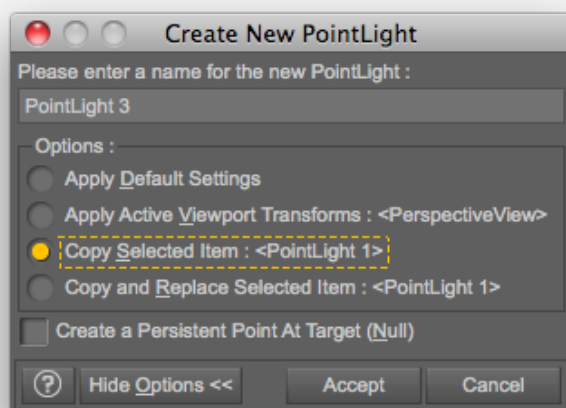 Create New PointLight
Please enter a name for the new PointLight :
PointLight 3
Options :
Apply Default Settings
Apply Active Viewport Transforms : <PerspectiveView>
Copy Selected Item : <PointLight 1>
Copy and Replace Selected Item : <PointLight 1>
Create a Persistent Point At Target (Null)
? Hide Options << Accept Cancel